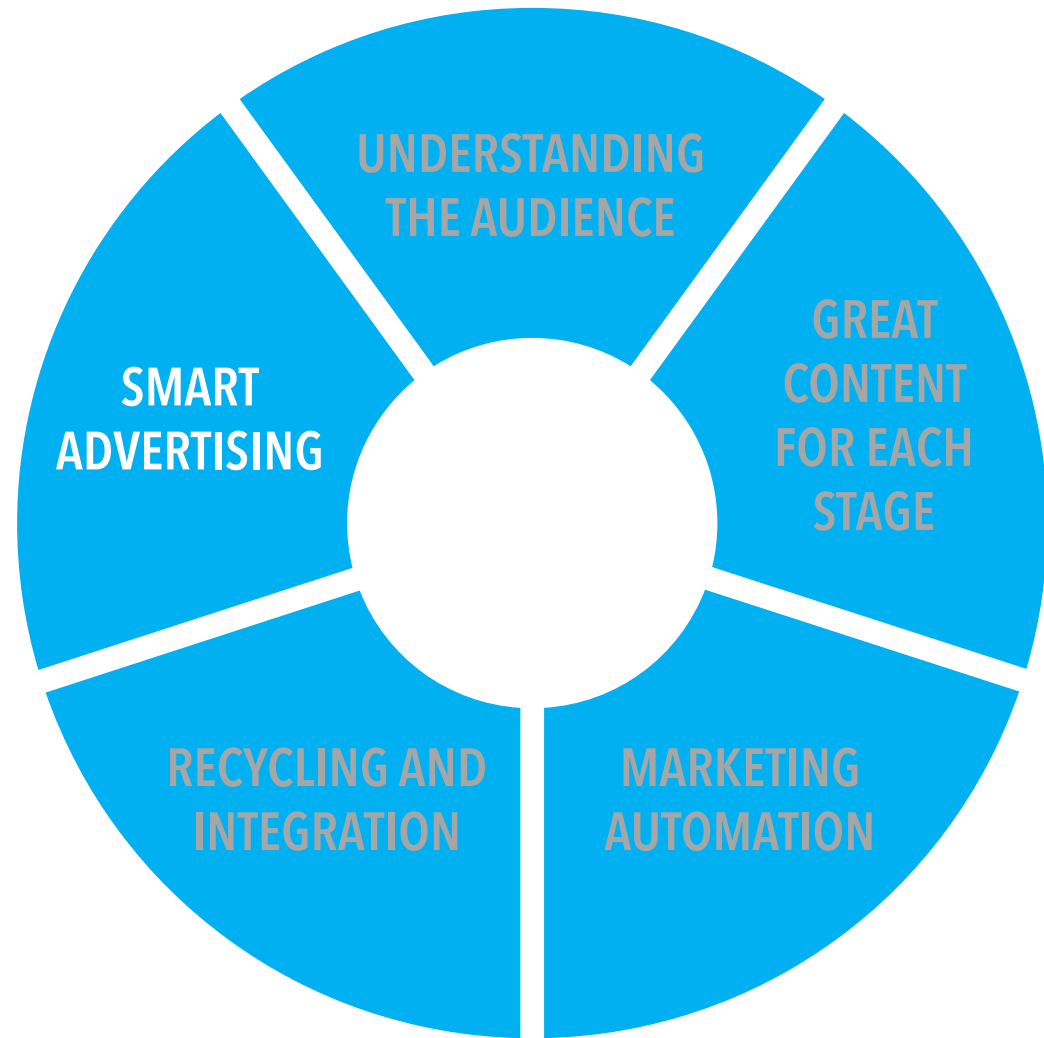 UNDERSTANDING
THE AUDIENCE
GREAT
CONTENT
FOR EACH
STAGE
MARKETING
AUTOMATION
RECYCLING AND
INTEGRATION
SMART
ADVERTISING